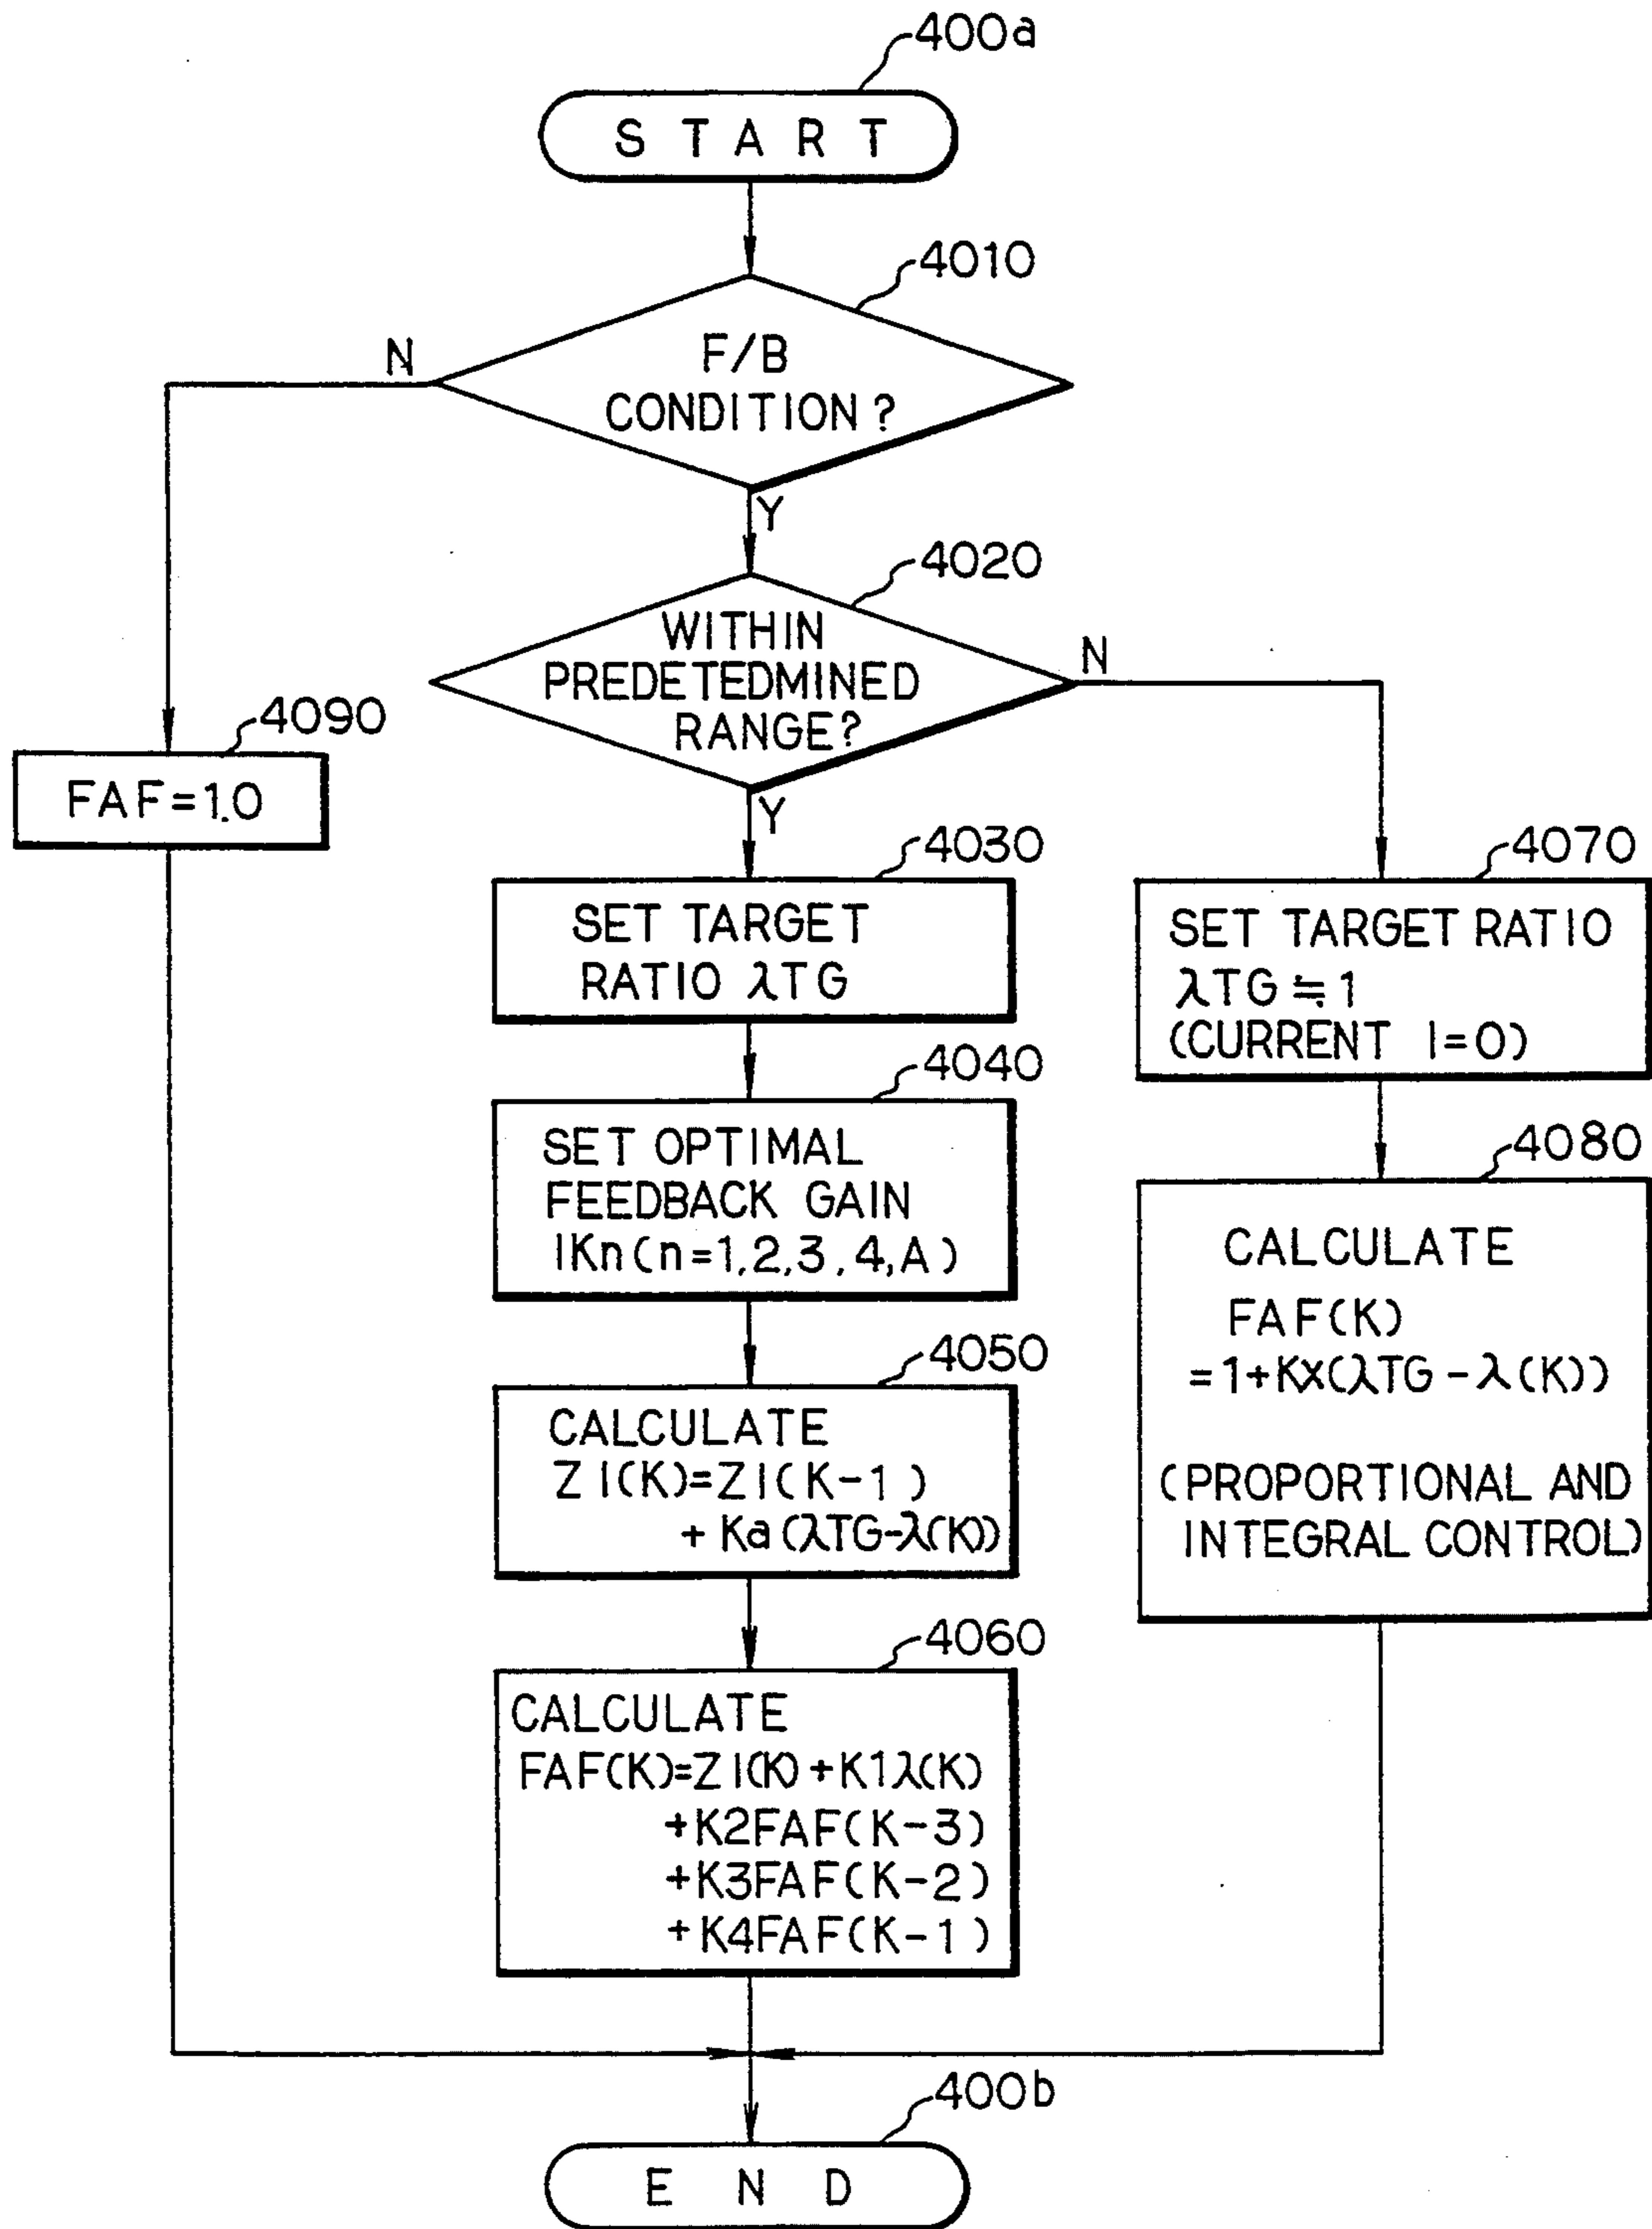 400a
S T A R T
4010
F/B
CONDITION?
N
Y
4020
WITHIN
PREDETEDMINED
RANGE?
N
Y
4090
FAF=1.0
4030
SET TARGET
RATIO λTG
4070
SET TARGET RATIO
λTG ≒ 1
(CURRENT I=0)
4040
SET OPTIMAL
FEEDBACK GAIN
IKn(n=1,2,3,4,A)
4080
CALCULATE
FAF(K)
=1+K×(λTG-λ(K))
(PROPORTIONAL AND
INTEGRAL CONTROL)
4050
CALCULATE
ZI(K)=ZI(K-1)
+Ka(λTG-λ(K))
4060
CALCULATE
FAF(K)=ZI(K)+K1λ(K)
+K2FAF(K-3)
+K3FAF(K-2)
+K4FAF(K-1)
400b
E N D